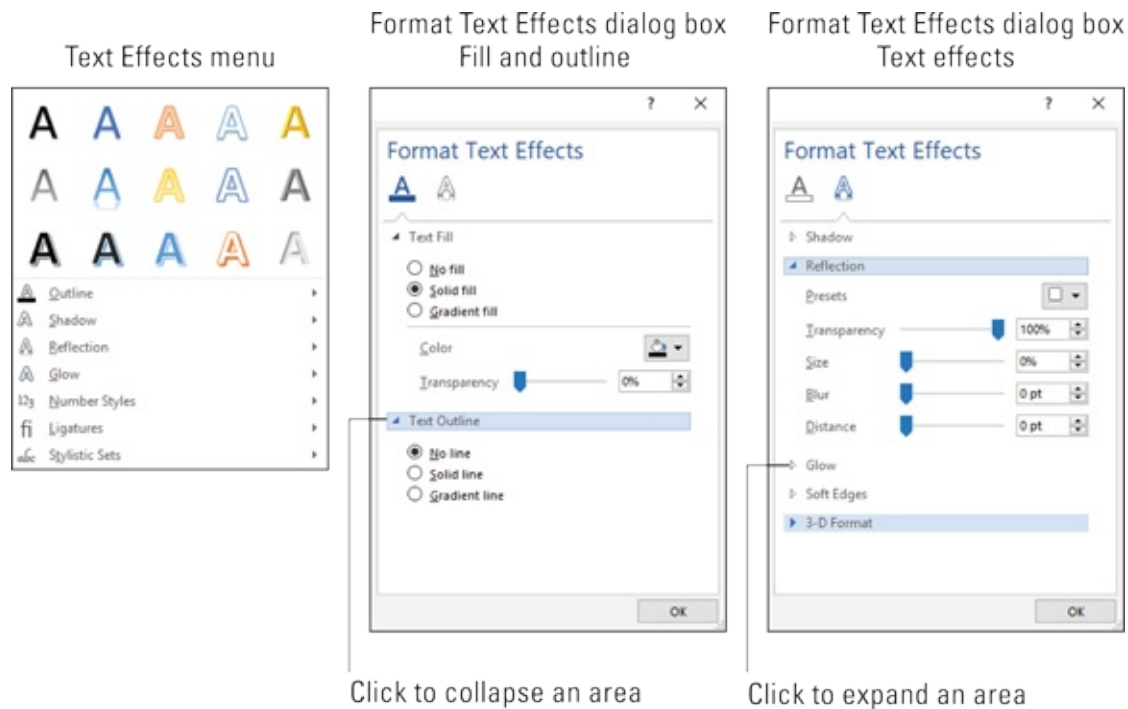 Text Effects menu
A A A A A
A A A A A
A A A A A
Outline
Shadow
Reflection
Glow
123 Number Styles
fi Ligatures
abc Stylistic Sets
Format Text Effects dialog box
Fill and outline
? ×
Format Text Effects
A A
Text Fill
No fill
Solid fill
Gradient fill
Color
Transparency 0%
Text Outline
No line
Solid line
Gradient line
OK
Click to collapse an area
Format Text Effects dialog box
Text effects
? ×
Format Text Effects
A A
Shadow
Reflection
Presets
Transparency 100%
Size 0%
Blur 0 pt
Distance 0 pt
Glow
Soft Edges
3-D Format
OK
Click to expand an area